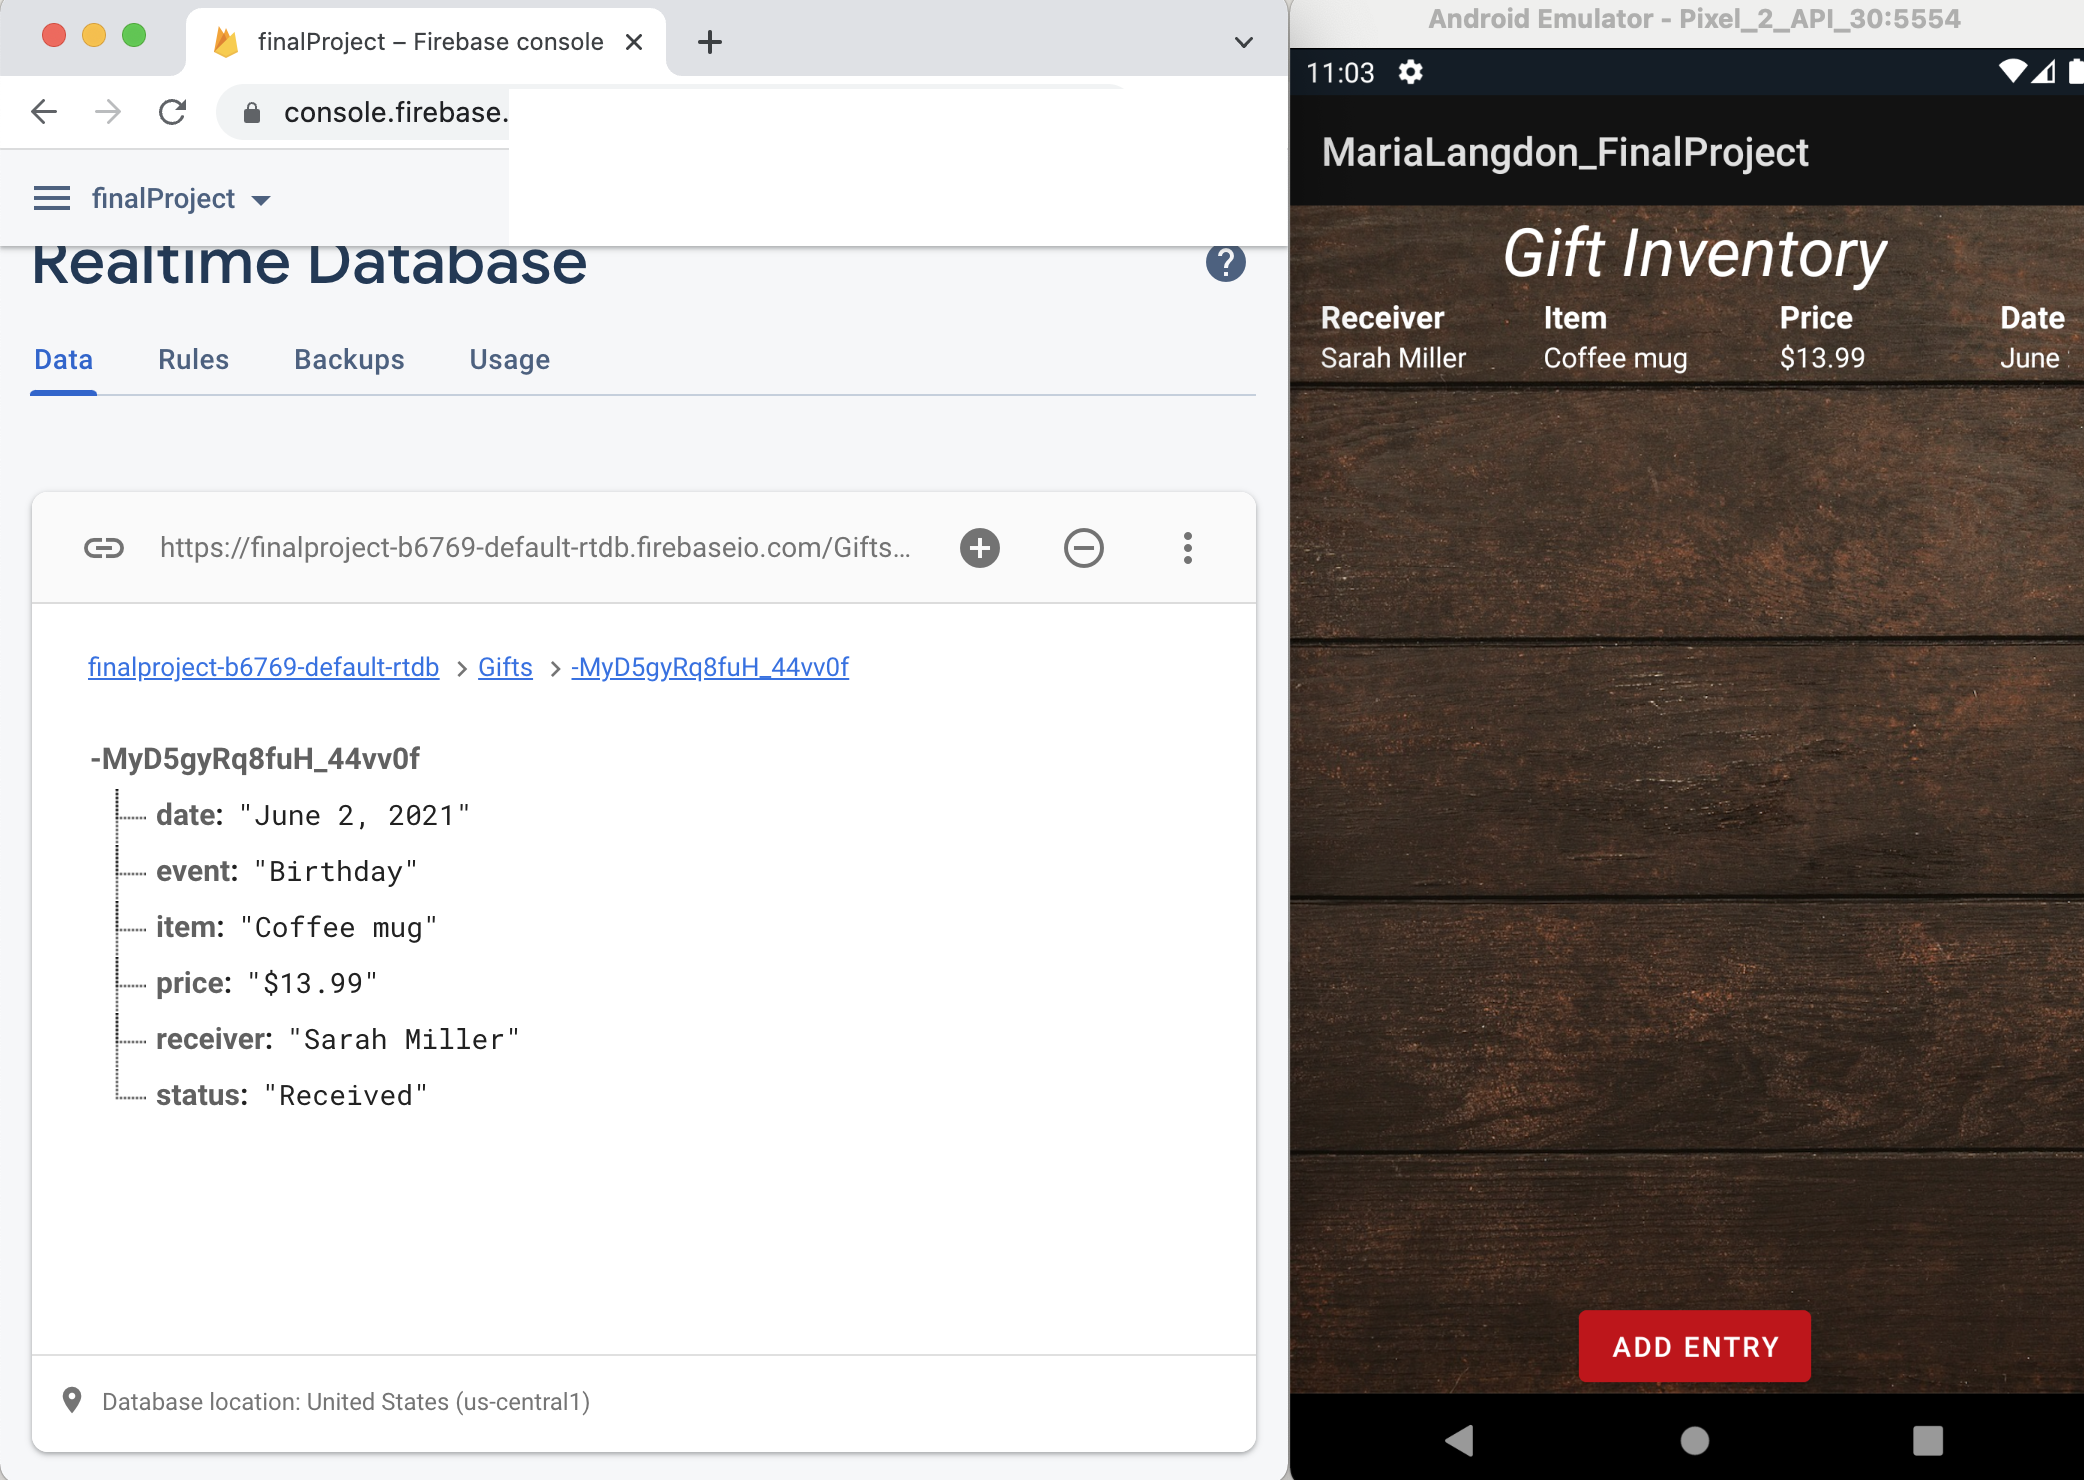 finalProject – Firebase console
console.firebase.
finalProject
Realtime Database
?
Data Rules Backups Usage
https://finalproject-b6769-default-rtdb.firebaseio.com/Gifts...
finalproject-b6769-default-rtdb > Gifts > -MyD5gyRq8fuH_44vv0f
-MyD5gyRq8fuH_44vv0f
date: "June 2, 2021"
event: "Birthday"
item: "Coffee mug"
price: "$13.99"
receiver: "Sarah Miller"
status: "Received"
Database location: United States (us-central1)
Android Emulator - Pixel_2_API_30:5554
11:03
MariaLangdon_FinalProject
Gift Inventory
Receiver Item Price Date
Sarah Miller Coffee mug $13.99 June
ADD ENTRY